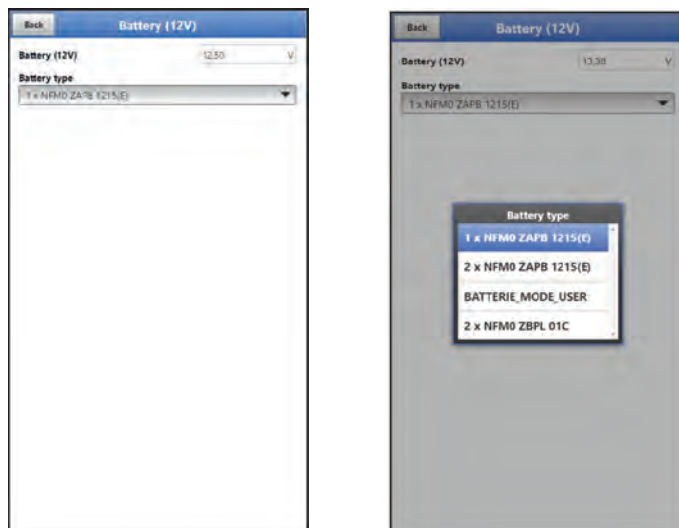 Back Battery (12V)
Battery (12V) 12.50 V
Battery type
1 x NFM0 ZAPB 1215(E)
Back Battery (12V)
Battery (12V) 13.30 V
Battery type
1 x NFM0 ZAPB 1215(E)
Battery type
1 x NFM0 ZAPB 1215(E)
2 x NFM0 ZAPB 1215(E)
BATTERIE_MODE_USER
2 x NFM0 ZBPL 01C